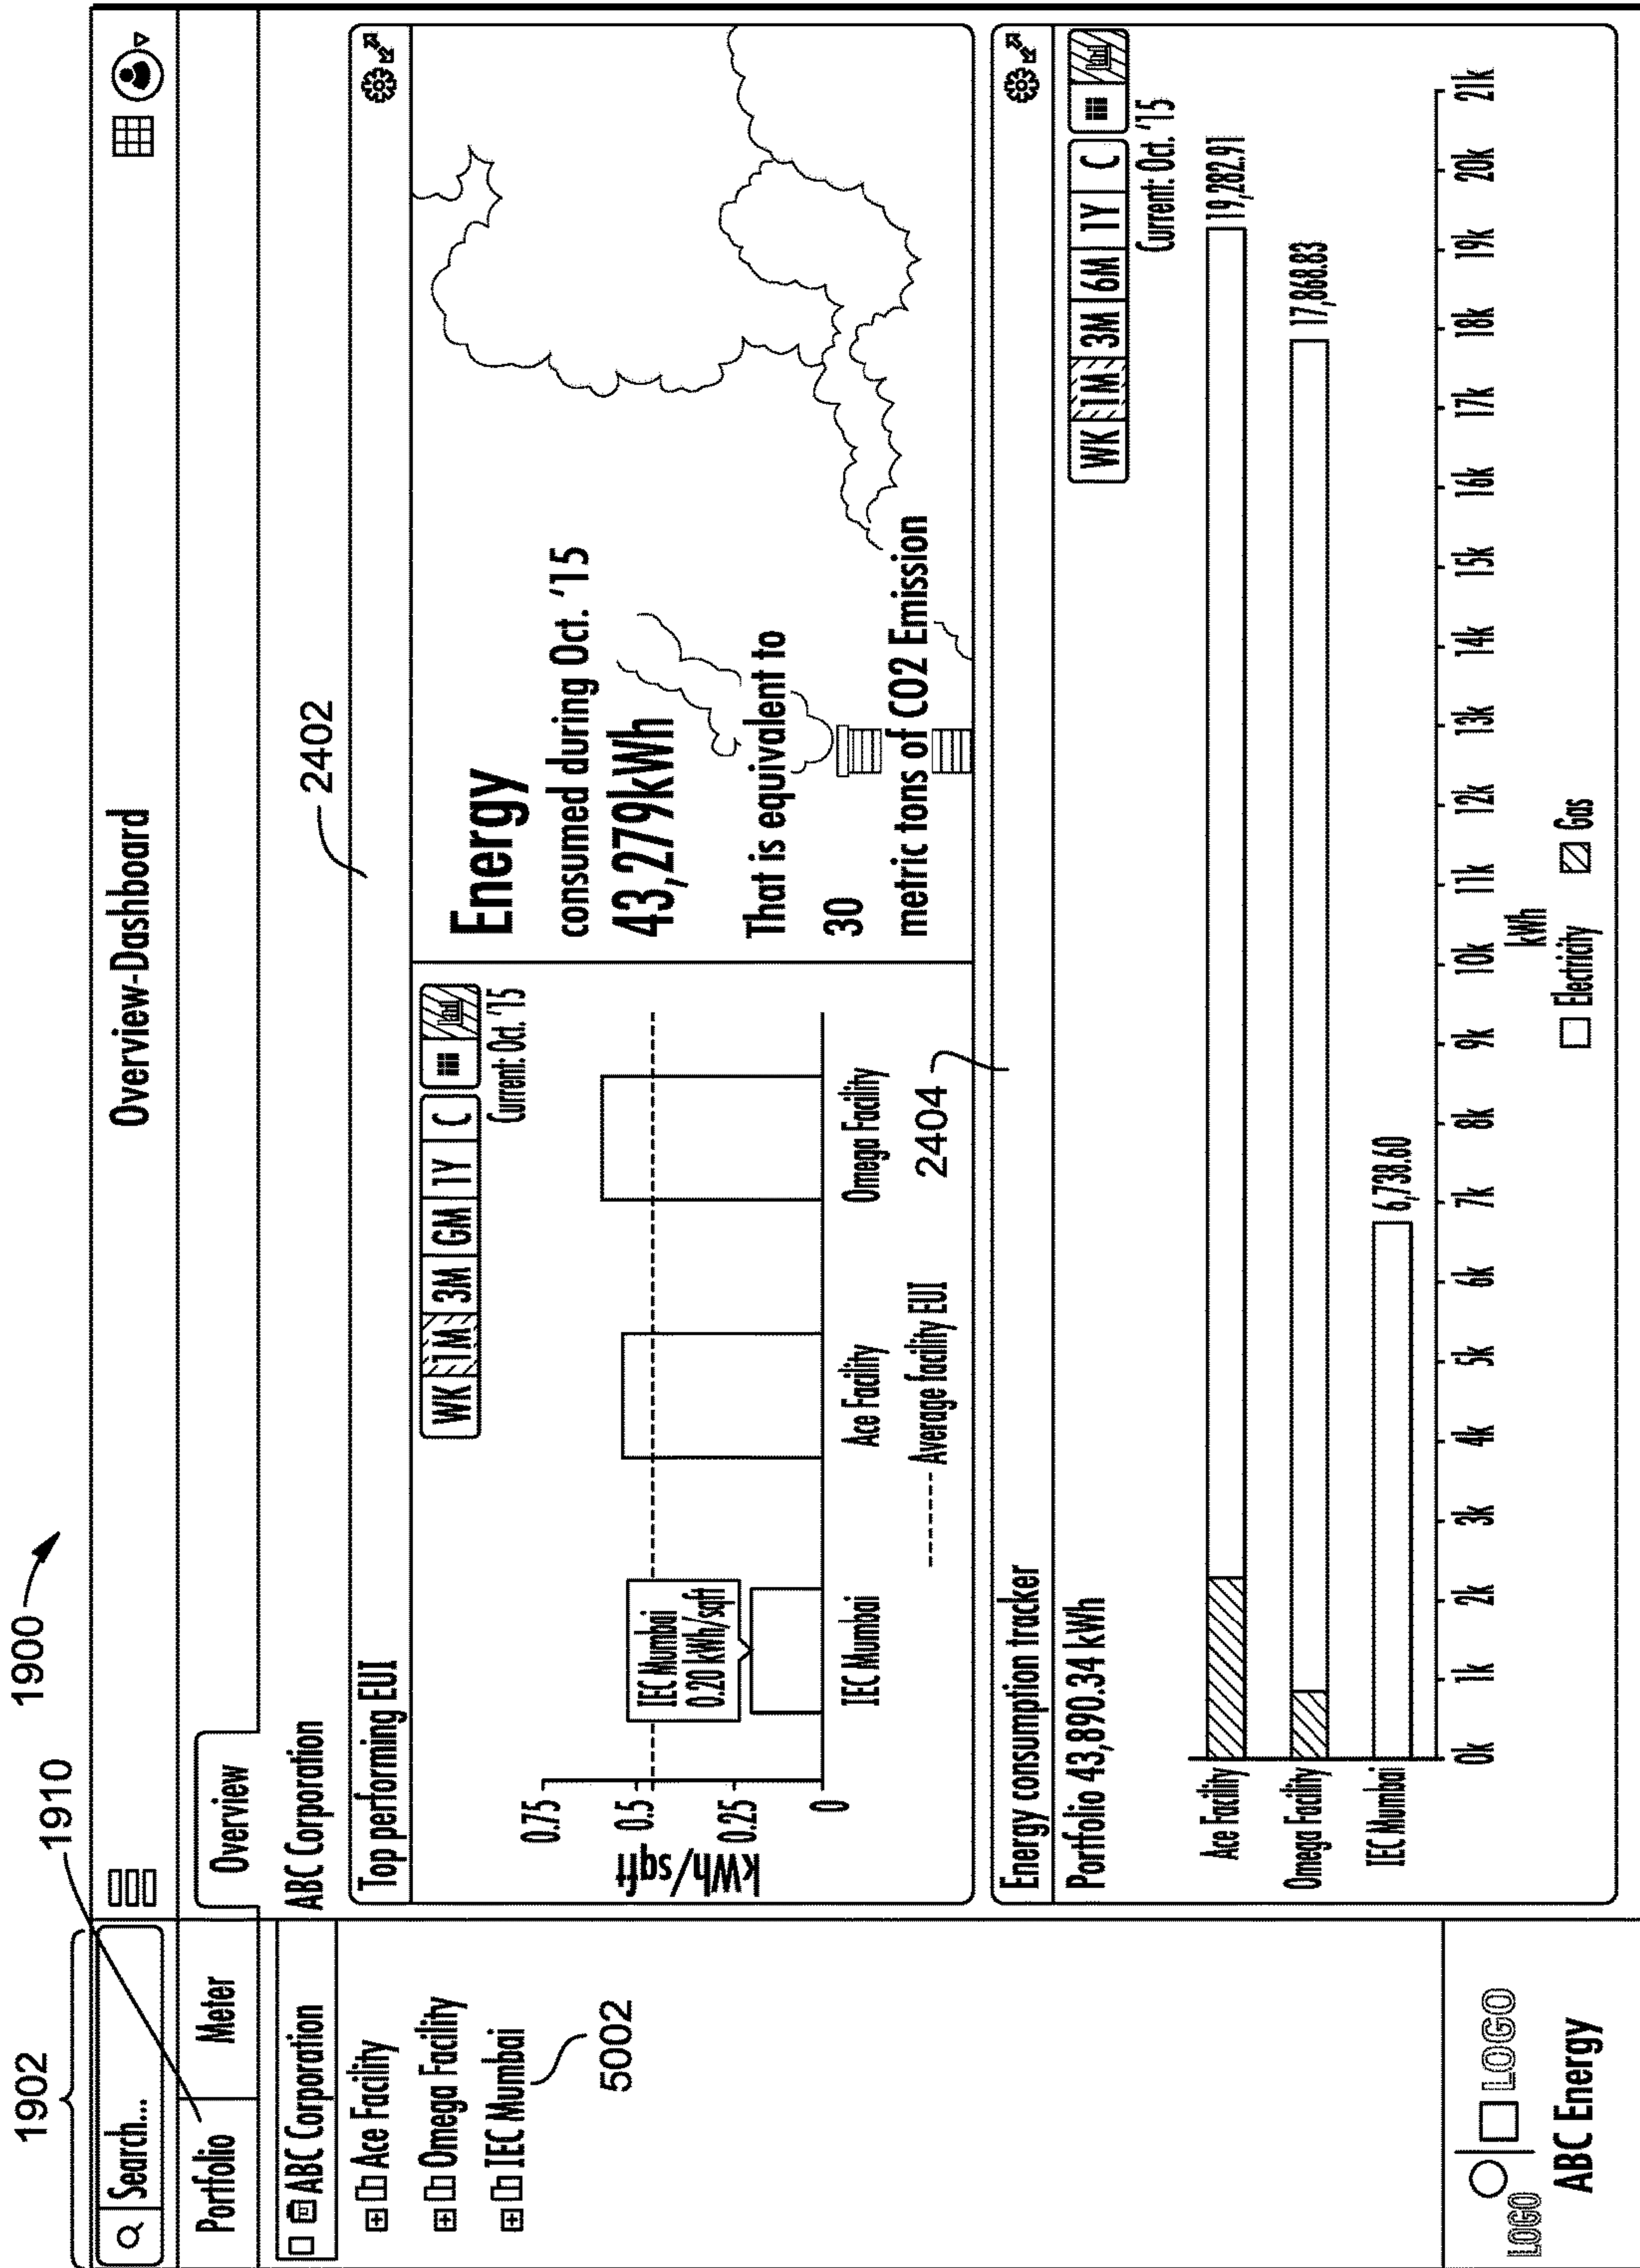 1900
1902
1910
Search...
Overview-Dashboard
Portfolio
Meter
Overview
ABC Corporation
Ace Facility
Omega Facility
IEC Mumbai
5002
LOGO
LOGO
ABC Energy
ABC Corporation
2402
Top performing EUI
WK 1M 3M GM 1Y C
Current: Oct. '15
kWh/sqft
0.75
0.5
0.25
0
IEC Mumbai
0.20 kWh/sqft
IEC Mumbai
Ace Facility
Omega Facility
Average facility EUI
Energy
consumed during Oct. '15
43,279kWh
That is equivalent to
30
metric tons of CO2 Emission
2404
Energy consumption tracker
Portfolio 43,890.34 kWh
WK 1M 3M 6M 1Y C
Current: Oct. '15
Ace Facility 19,282.91
Omega Facility 17,868.83
IEC Mumbai 6,738.60
0k 1k 2k 3k 4k 5k 6k 7k 8k 9k 10k 11k 12k 13k 14k 15k 16k 17k 18k 19k 20k 21k
kWh
Electricity Gas